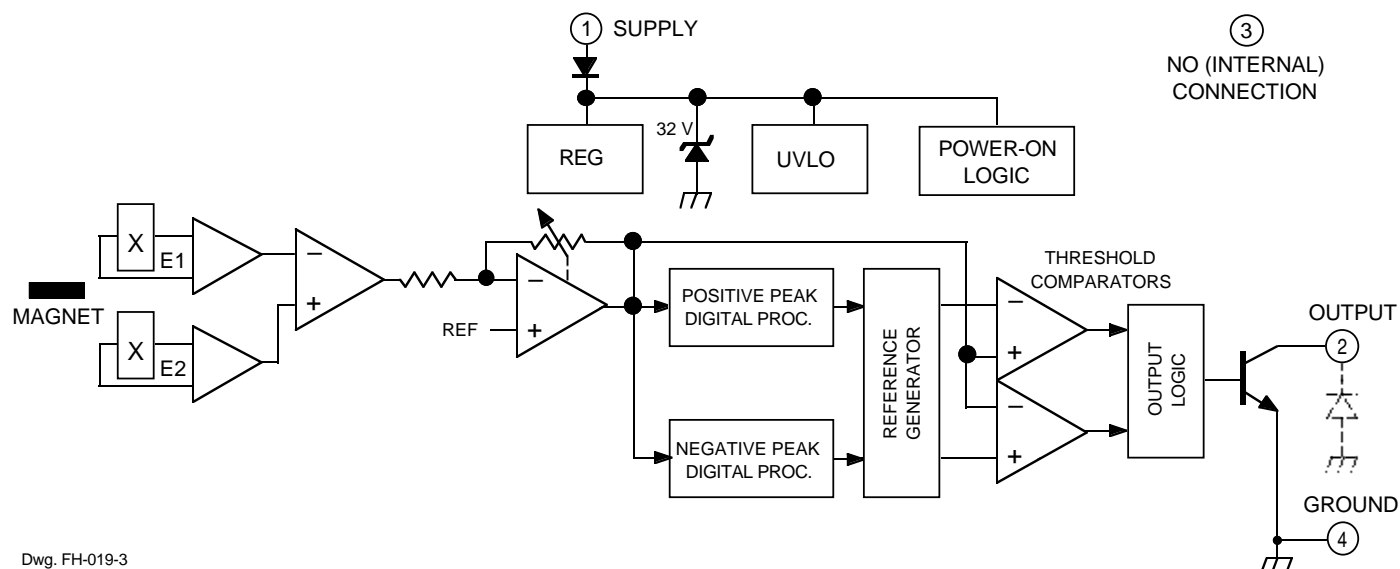 1 SUPPLY
3
NO (INTERNAL)
CONNECTION
32 V
REG
UVLO
POWER-ON
LOGIC
X
E1
MAGNET
X
E2
−
+
−
+
REF
POSITIVE PEAK
DIGITAL PROC.
NEGATIVE PEAK
DIGITAL PROC.
REFERENCE
GENERATOR
THRESHOLD
COMPARATORS
−
+
−
+
OUTPUT
LOGIC
OUTPUT
2
GROUND
4
Dwg. FH-019-3